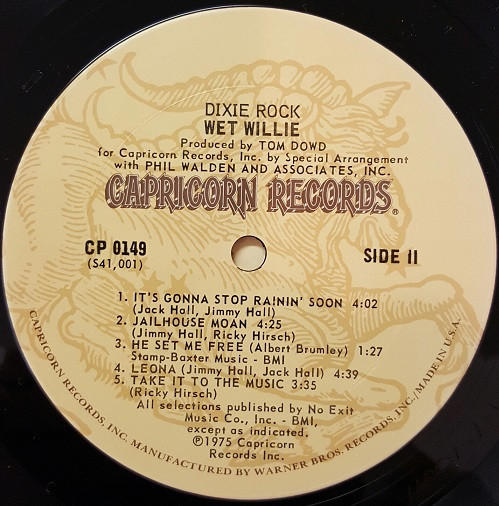 DIXIE ROCK
WET WILLIE
Produced by TOM DOWD
for Capricorn Records, Inc. by Special Arrangement
with PHIL WALDEN AND ASSOCIATES, INC.
CAPRICORN RECORDS®
CP 0149
(S41,001)
SIDE II
1. IT'S GONNA STOP RA!NIN' SOON 4:02
(Jack Hall, Jimmy Hall)
2. JAILHOUSE MOAN 4:25
(Jimmy Hall, Ricky Hirsch)
3. HE SET ME FREE (Albert Brumley) 1:27
Stamp-Baxter Music - BMI
4. LEONA (Jimmy Hall, Jack Hall) 4:39
5. TAKE IT TO THE MUSIC 3:35
(Ricky Hirsch)
All selections published by No Exit
Music Co., Inc. - BMI,
except as indicated.
℗1975 Capricorn
Records Inc.
CAPRICORN RECORDS, INC. MANUFACTURED BY WARNER BROS. RECORDS, INC./MADE IN U.S.A.